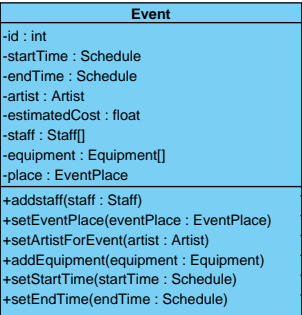 Event
-id : int
-startTime : Schedule
-endTime : Schedule
-artist : Artist
-estimatedCost : float
-staff : Staff[]
-equipment : Equipment[]
-place : EventPlace
+addstaff(staff : Staff)
+setEventPlace(eventPlace : EventPlace)
+setArtistForEvent(artist : Artist)
+addEquipment(equipment : Equipment)
+setStartTime(startTime : Schedule)
+setEndTime(endTime : Schedule)